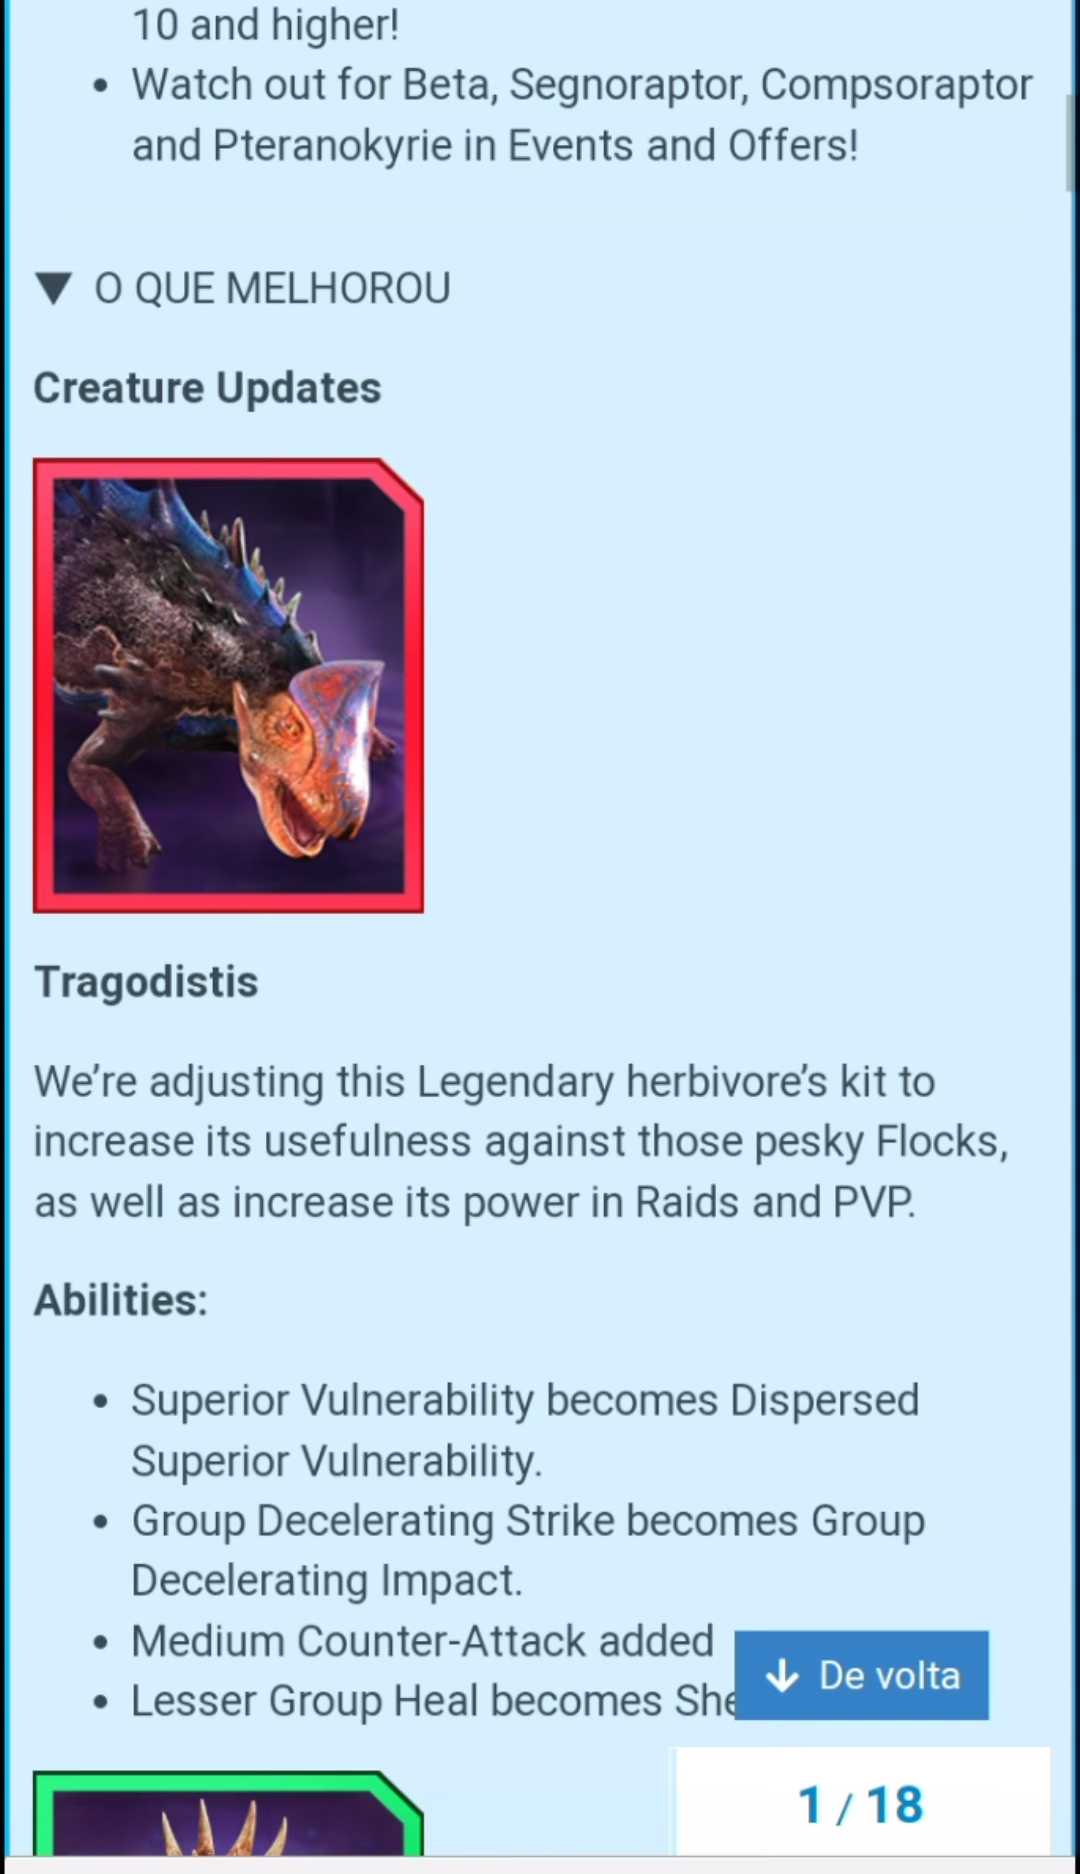 10 and higher!
• Watch out for Beta, Segnoraptor, Compsoraptor
and Pteranokyrie in Events and Offers!
▼ O QUE MELHOROU
Creature Updates
Tragodistis
We’re adjusting this Legendary herbivore’s kit to
increase its usefulness against those pesky Flocks,
as well as increase its power in Raids and PVP.
Abilities:
• Superior Vulnerability becomes Dispersed
Superior Vulnerability.
• Group Decelerating Strike becomes Group
Decelerating Impact.
• Medium Counter-Attack added
• Lesser Group Heal becomes
↓ De volta
1 / 18